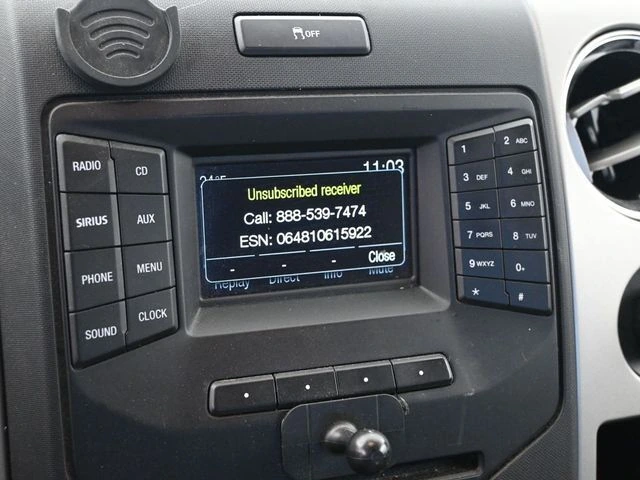 OFF
11:03
Unsubscribed receiver
Call: 888-539-7474
ESN: 064810615922
Close
Replay Direct Info Mute
RADIO CD
SIRIUS AUX
PHONE MENU
SOUND CLOCK
1 2 ABC
3 DEF 4 GHI
5 JKL 6 MNO
7 PQRS 8 TUV
9 WXYZ 0+
* #